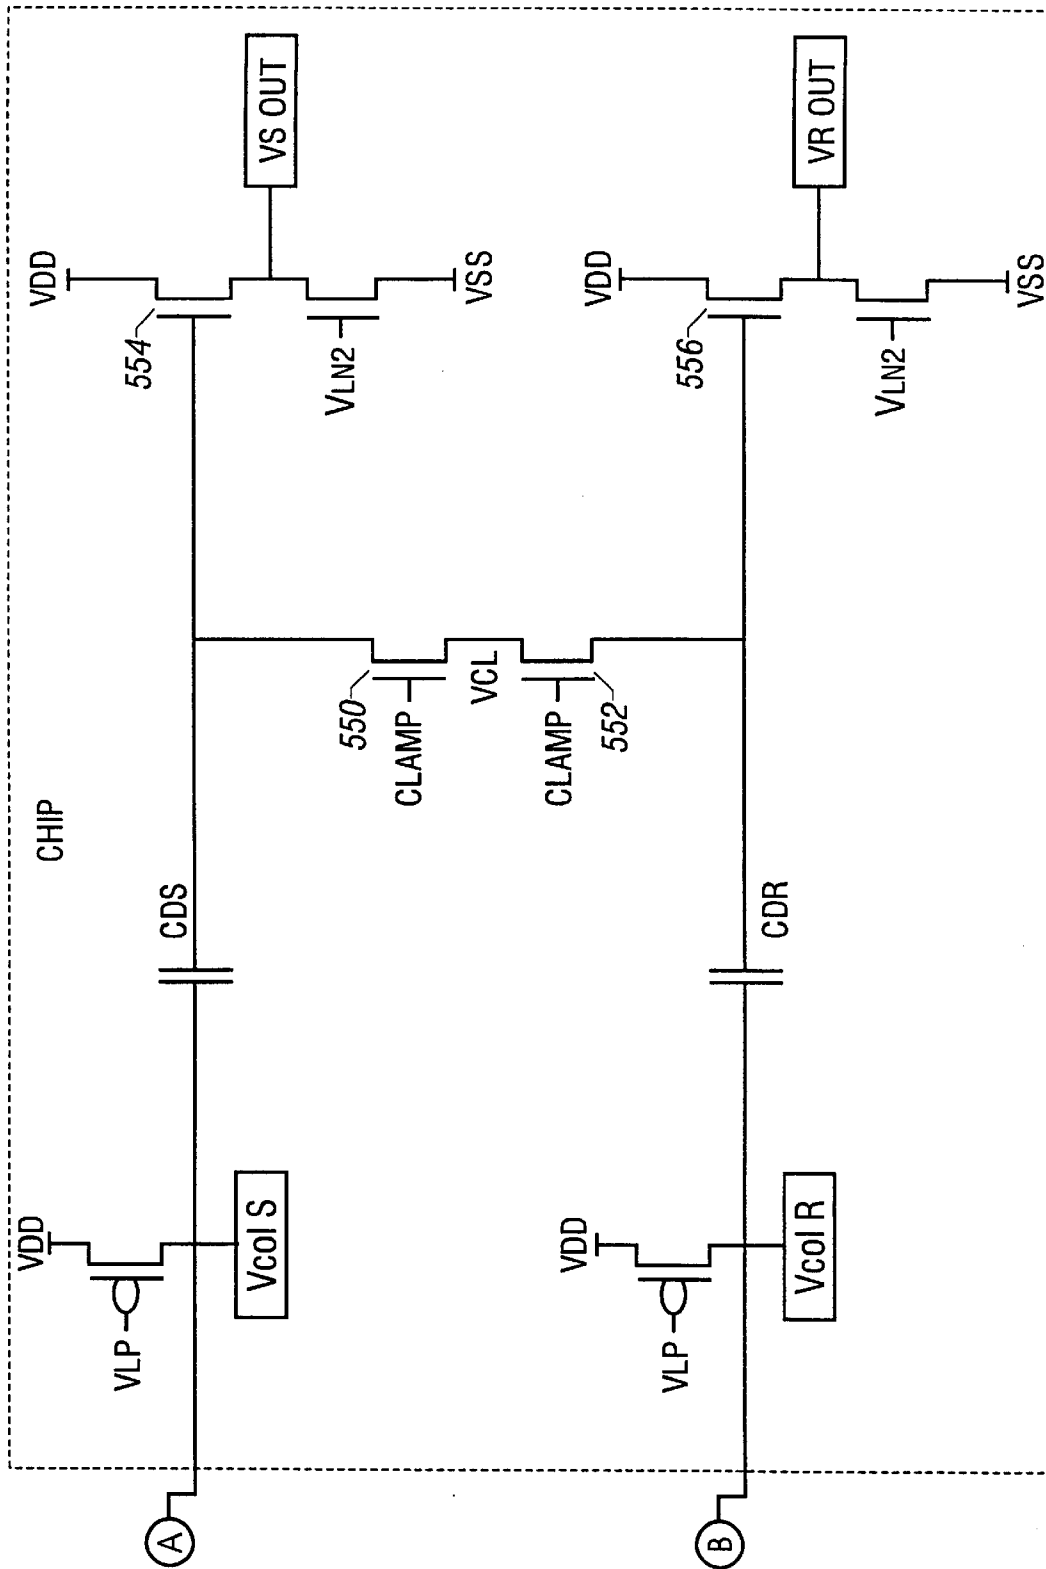 CHIP
VDD
554
VLN2
VSS
VS OUT
CDS
VDD
VLP
Vcol S
A
550
CLAMP
VCL
CLAMP
552
VDD
556
VLN2
VSS
VR OUT
CDR
VDD
VLP
Vcol R
B